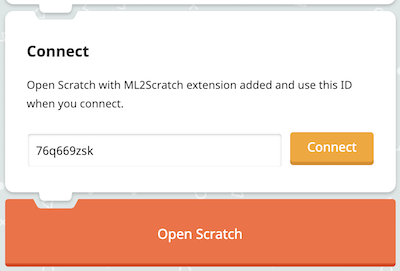 Connect
Open Scratch with ML2Scratch extension added and use this ID
when you connect.
76q669zsk
Connect
Open Scratch